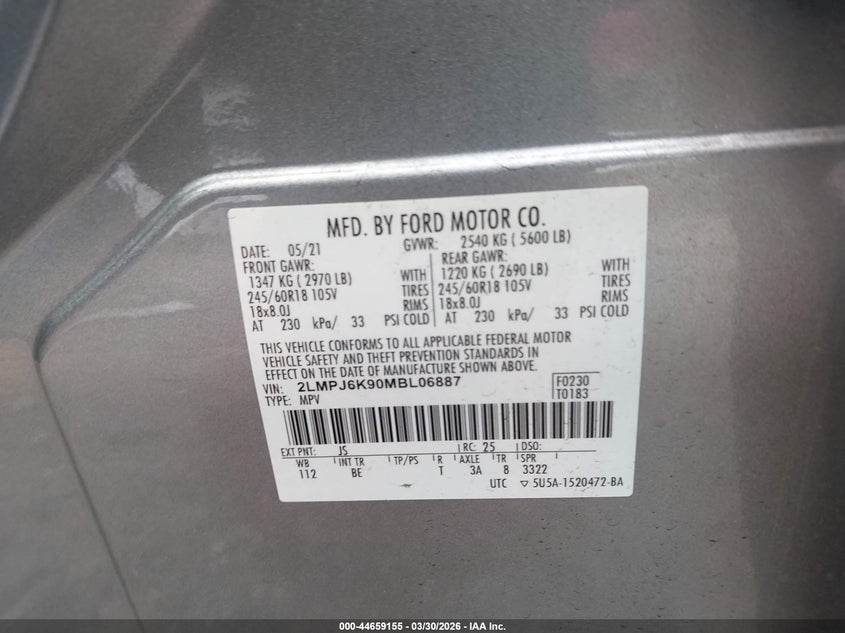 MFD. BY FORD MOTOR CO.
DATE: 05/21 GVWR: 2540 KG ( 5600 LB)
FRONT GAWR: REAR GAWR:
1347 KG ( 2970 LB) WITH 1220 KG ( 2690 LB) WITH
245/60R18 105V TIRES 245/60R18 105V TIRES
18x8.0J RIMS 18x8.0J RIMS
AT 230 kPa/ 33 PSI COLD AT 230 kPa/ 33 PSI COLD
THIS VEHICLE CONFORMS TO ALL APPLICABLE FEDERAL MOTOR
VEHICLE SAFETY AND THEFT PREVENTION STANDARDS IN
EFFECT ON THE DATE OF MANUFACTURE SHOWN ABOVE.
VIN: 2LMPJ6K90MBL06887 F0230
TYPE: MPV T0183
EXT PNT: JS RC: 25 DSO:
WB INT TR TP/PS R AXLE TR SPR
112 BE T 3A 8 3322
UTC ▽ 5U5A-1520472-BA
000-44659155 — 03/30/2026 — IAA Inc.